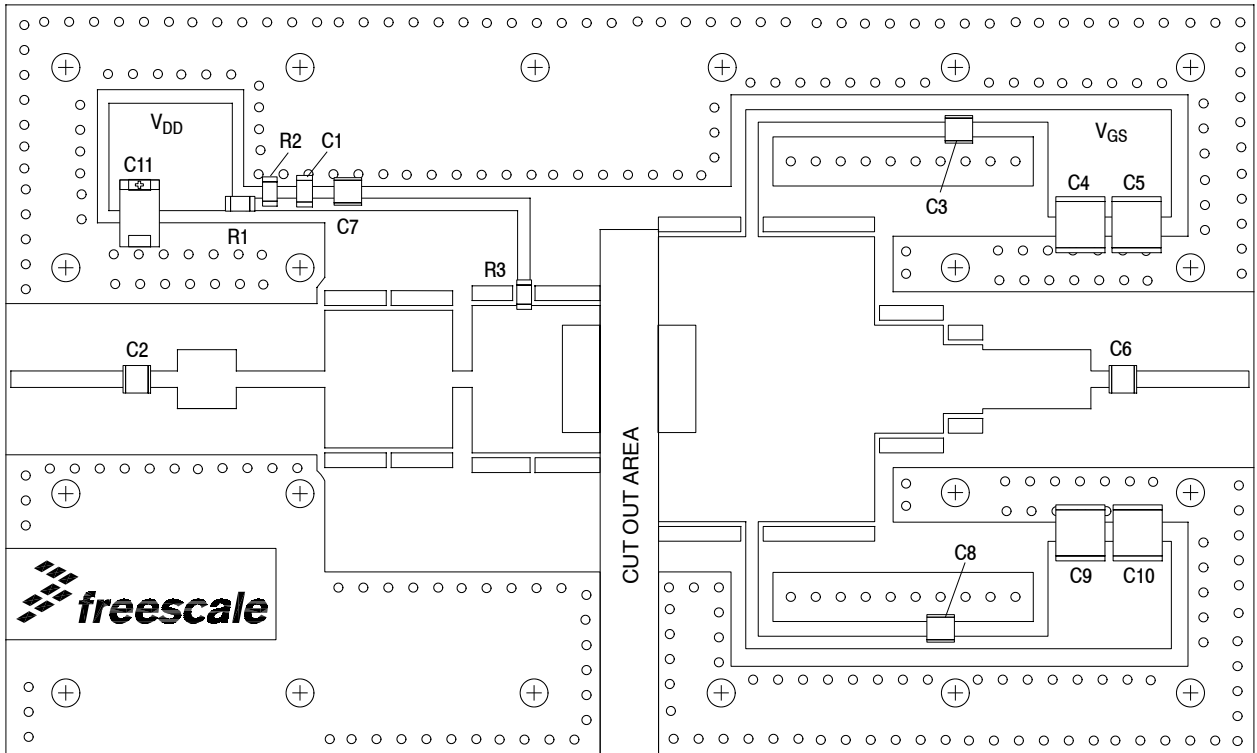 VDD
C11
R2
C1
R1
C7
R3
C2
C3
VGS
C4
C5
C6
CUT OUT AREA
C8
C9
C10
freescale